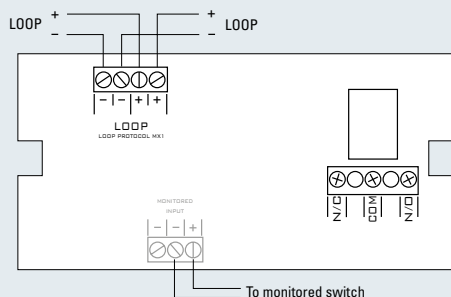 + +
LOOP LOOP
− −
− − + +
LOOP
LOOP PROTOCOL MX1
N/C COM N/O
MONITORED
INPUT
− − +
To monitored switch